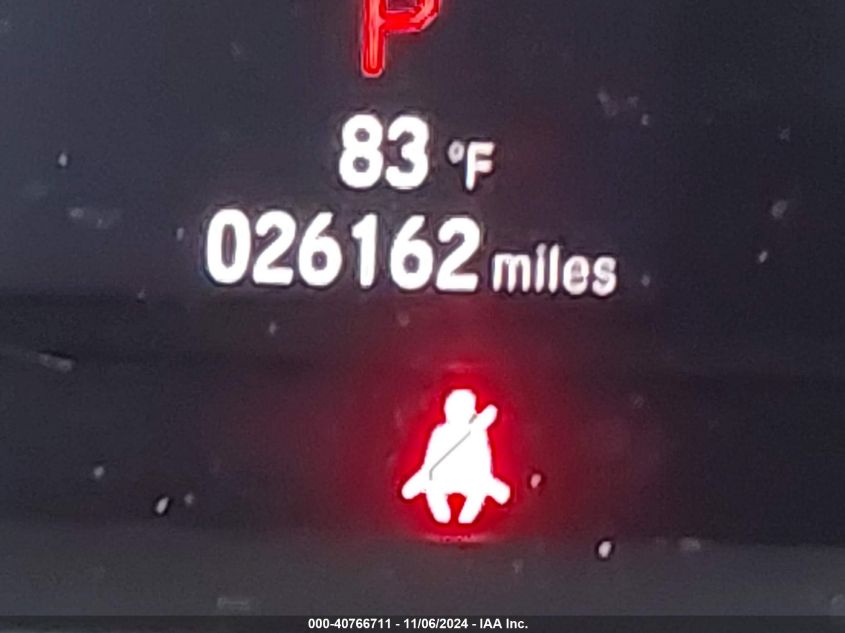 P
83 °F
026162 miles
000-40766711 - 11/06/2024 - IAA Inc.